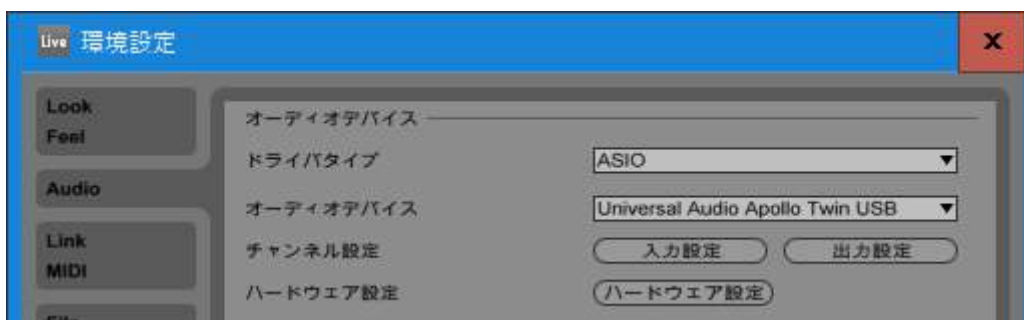 Live 環境設定
x
Look
Feel
Audio
Link
MIDI
File
オーディオデバイス
ドライバタイプ ASIO
オーディオデバイス Universal Audio Apollo Twin USB
チャンネル設定 入力設定 出力設定
ハードウェア設定 ハードウェア設定